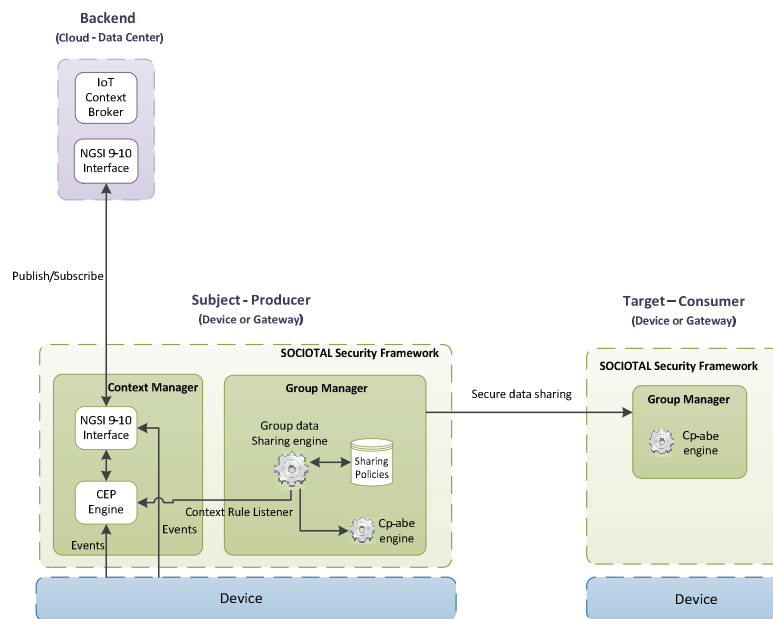 Backend
(Cloud - Data Center)
IoT
Context
Broker
NGSI 9-10
Interface
Publish/Subscribe
Subject - Producer
(Device or Gateway)
Target – Consumer
(Device or Gateway)
SOCIOTAL Security Framework
SOCIOTAL Security Framework
Context Manager
Group Manager
Secure data sharing
Group Manager
NGSI 9-10
Interface
Group data
Sharing engine
Cp-abe
engine
Sharing
Policies
CEP
Engine
Context Rule Listener
Events
Cp-abe
engine
Events
Device
Device